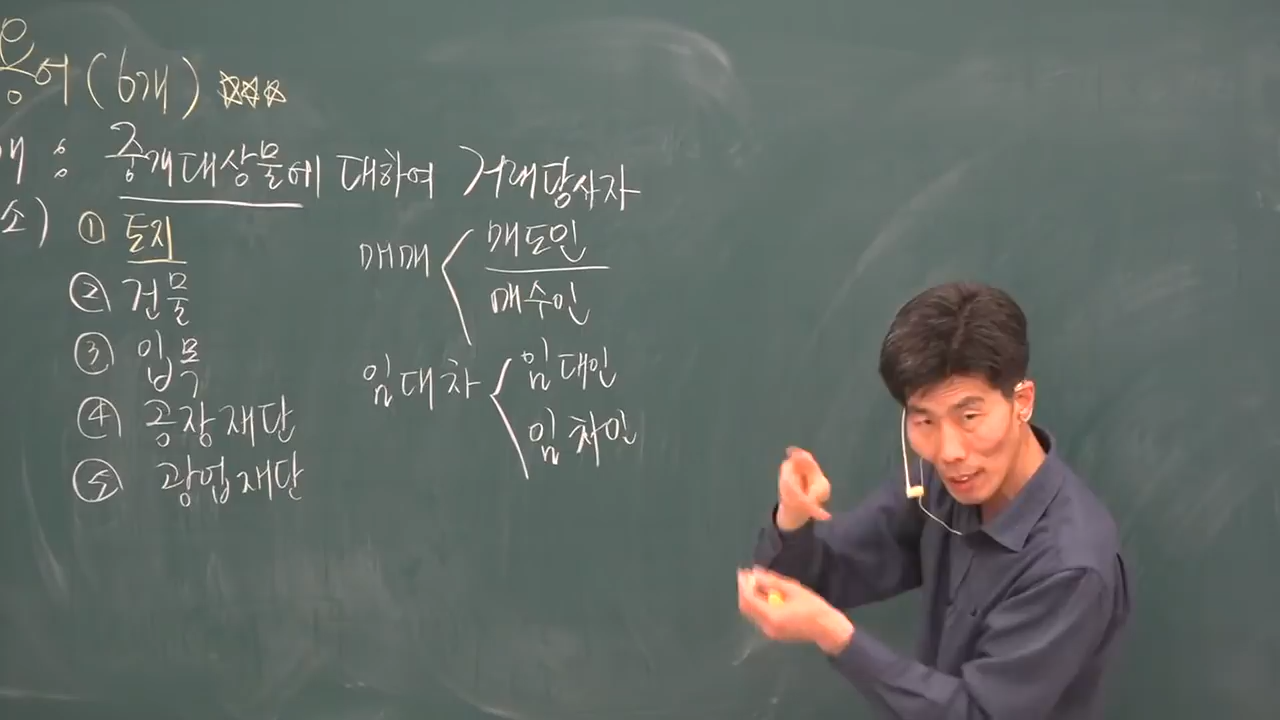 용어 (6개) ☆☆☆
개 : 중개대상물에 대하여 거래당사자
소) ① 토지
② 건물
③ 입목
④ 공장재단
⑤ 광업재단
매매 < 매도인
매수인
임대차 < 임대인
임차인